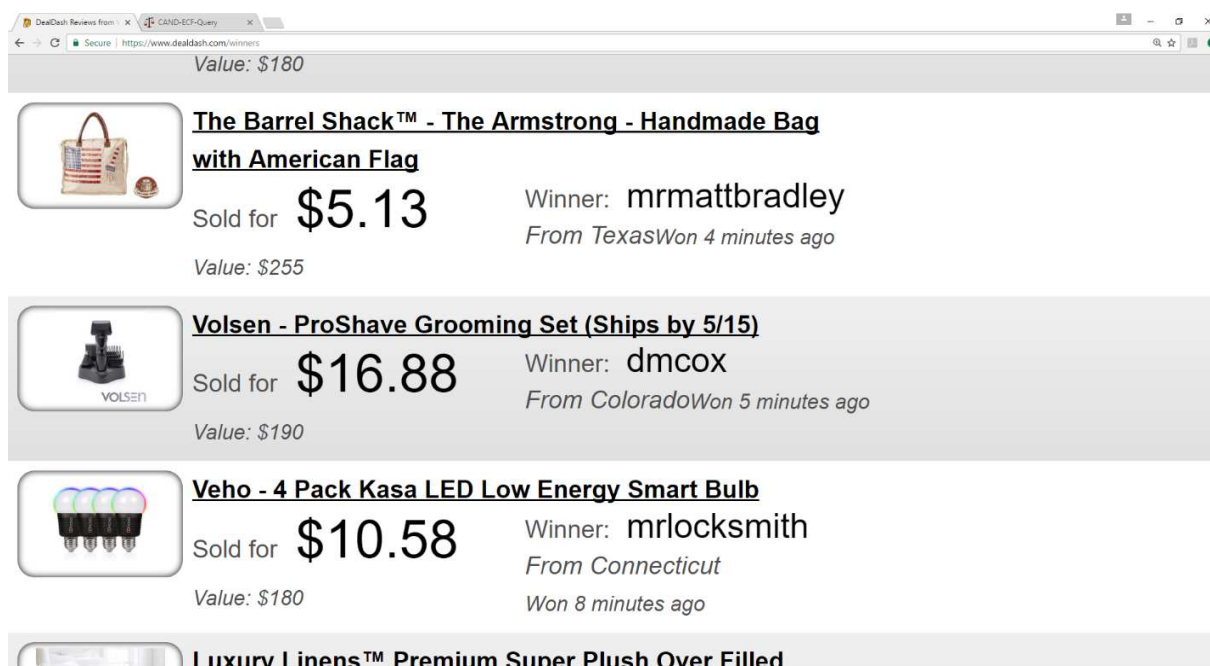 DealDash Reviews from
CAND-ECF-Query
Secure | https://www.dealdash.com/winners
Value: $180
The Barrel Shack™ - The Armstrong - Handmade Bag
with American Flag
Sold for $5.13
Winner: mrmattbradley
From TexasWon 4 minutes ago
Value: $255
VOLSEN
Volsen - ProShave Grooming Set (Ships by 5/15)
Sold for $16.88
Winner: dmcox
From ColoradoWon 5 minutes ago
Value: $190
Veho - 4 Pack Kasa LED Low Energy Smart Bulb
Sold for $10.58
Winner: mrlocksmith
From Connecticut
Won 8 minutes ago
Value: $180
Luxury Linens™ Premium Super Plush Over Filled